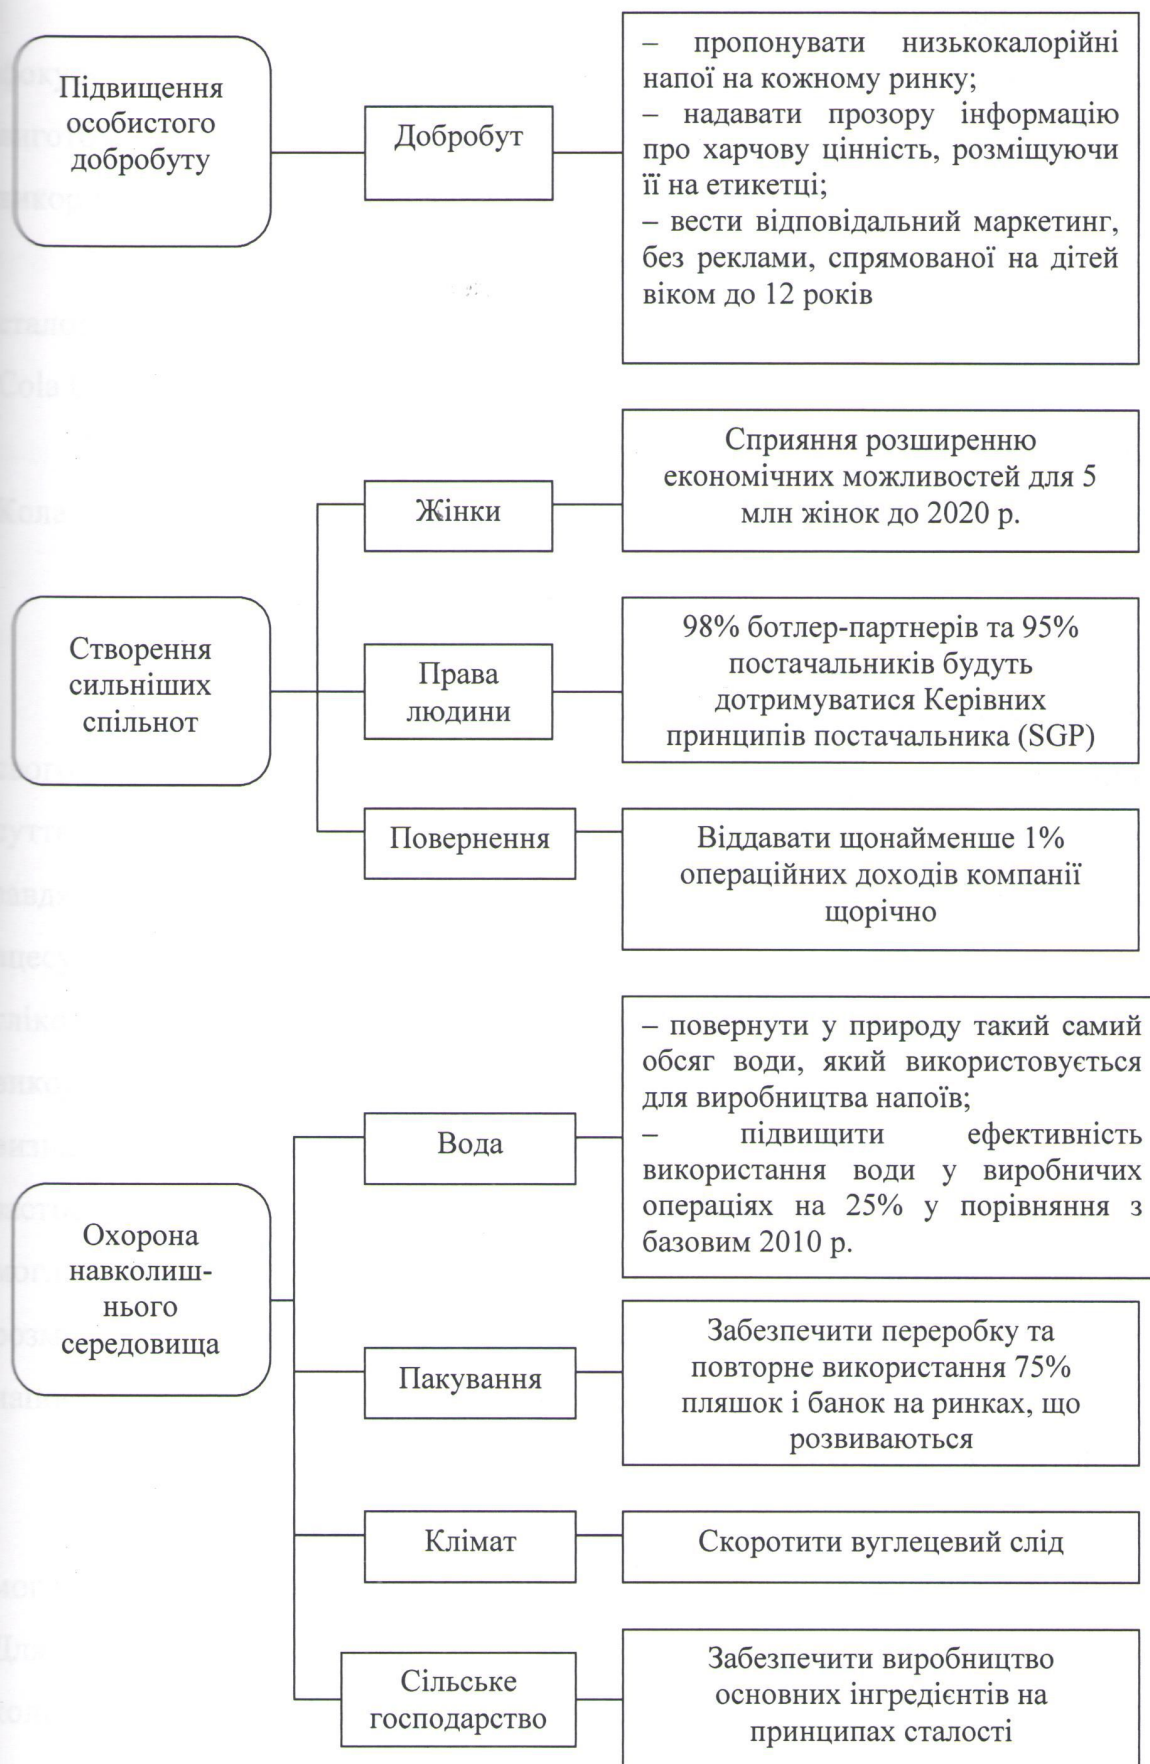 Підвищення
особистого
добробуту
Добробут
– пропонувати низькокалорійні
напої на кожному ринку;
– надавати прозору інформацію
про харчову цінність, розміщуючи
її на етикетці;
– вести відповідальний маркетинг,
без реклами, спрямованої на дітей
віком до 12 років
Створення
сильніших
спільнот
Жінки
Сприяння розширенню
економічних можливостей для 5
млн жінок до 2020 р.
Права
людини
98% ботлер-партнерів та 95%
постачальників будуть
дотримуватися Керівних
принципів постачальника (SGP)
Повернення
Віддавати щонайменше 1%
операційних доходів компанії
щорічно
Охорона
навколиш-
нього
середовища
Вода
– повернути у природу такий самий
обсяг води, який використовується
для виробництва напоїв;
– підвищити ефективність
використання води у виробничих
операціях на 25% у порівняння з
базовим 2010 р.
Пакування
Забезпечити переробку та
повторне використання 75%
пляшок і банок на ринках, що
розвиваються
Клімат
Скоротити вуглецевий слід
Сільське
господарство
Забезпечити виробництво
основних інгредієнтів на
принципах сталості